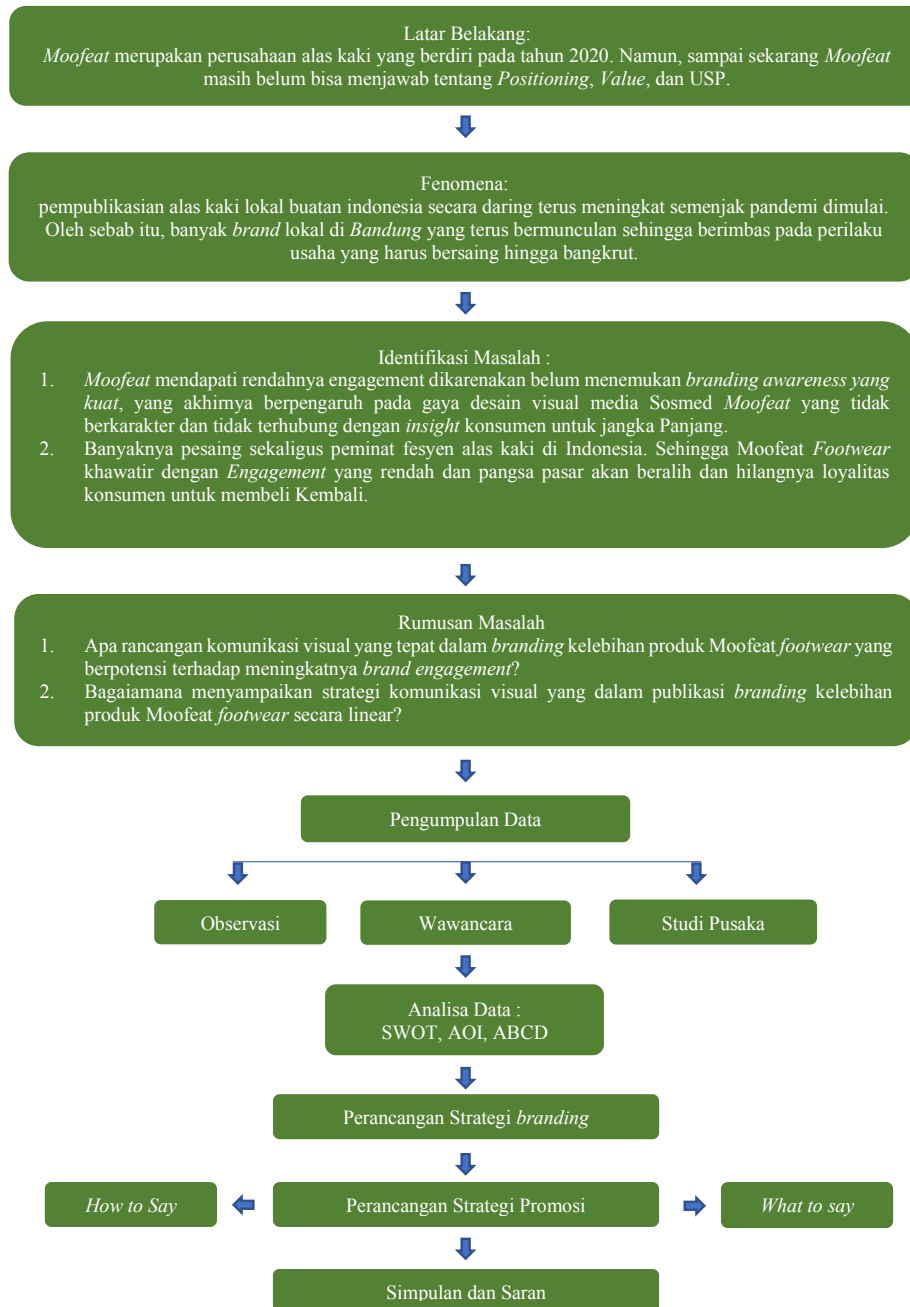 Latar Belakang:
Moofeat merupakan perusahaan alas kaki yang berdiri pada tahun 2020. Namun, sampai sekarang Moofeat
masih belum bisa menjawab tentang Positioning, Value, dan USP.
Fenomena:
pempublikasian alas kaki lokal buatan indonesia secara daring terus meningkat semenjak pandemi dimulai.
Oleh sebab itu, banyak brand lokal di Bandung yang terus bermunculan sehingga berimbas pada perilaku
usaha yang harus bersaing hingga bangkrut.
Identifikasi Masalah :
1. Moofeat mendapati rendahnya engagement dikarenakan belum menemukan branding awareness yang
kuat, yang akhirnya berpengaruh pada gaya desain visual media Sosmed Moofeat yang tidak
berkarakter dan tidak terhubung dengan insight konsumen untuk jangka Panjang.
2. Banyaknya pesaing sekaligus peminat fesyen alas kaki di Indonesia. Sehingga Moofeat Footwear
khawatir dengan Engagement yang rendah dan pangsa pasar akan beralih dan hilangnya loyalitas
konsumen untuk membeli Kembali.
Rumusan Masalah
1. Apa rancangan komunikasi visual yang tepat dalam branding kelebihan produk Moofeat footwear yang
berpotensi terhadap meningkatnya brand engagement?
2. Bagaiamana menyampaikan strategi komunikasi visual yang dalam publikasi branding kelebihan
produk Moofeat footwear secara linear?
Pengumpulan Data
Observasi
Wawancara
Studi Pusaka
Analisa Data :
SWOT, AOI, ABCD
Perancangan Strategi branding
How to Say
Perancangan Strategi Promosi
What to say
Simpulan dan Saran